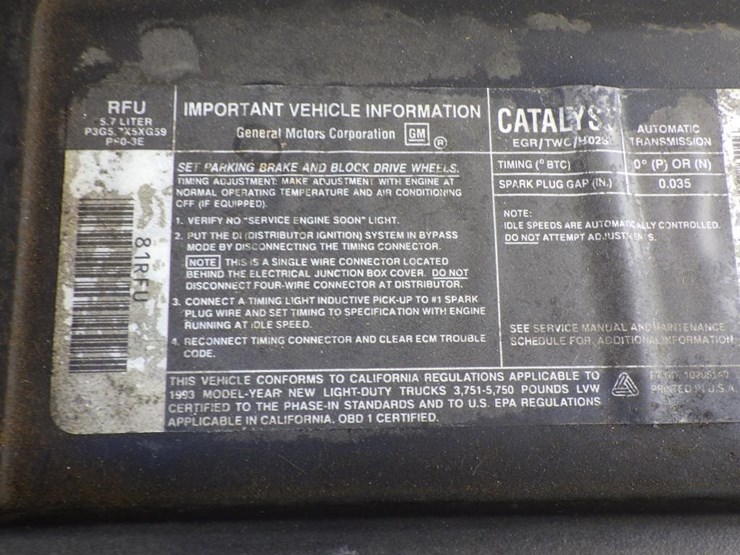 RFU
5.7 LITER
81RFU
IMPORTANT VEHICLE INFORMATION
General Motors Corporation GM ®
SET PARKING BRAKE AND BLOCK DRIVE WHEELS.
TIMING ADJUSTMENT: MAKE ADJUSTMENT WITH ENGINE AT
NORMAL OPERATING TEMPERATURE AND AIR CONDITIONING
OFF (IF EQUIPPED).
1. VERIFY NO "SERVICE ENGINE SOON" LIGHT.
2. PUT THE DI (DISTRIBUTOR IGNITION) SYSTEM IN BYPASS
MODE BY DISCONNECTING THE TIMING CONNECTOR.
NOTE THIS IS A SINGLE WIRE CONNECTOR LOCATED
BEHIND THE ELECTRICAL JUNCTION BOX COVER. DO NOT
DISCONNECT FOUR-WIRE CONNECTOR AT DISTRIBUTOR.
3. CONNECT A TIMING LIGHT INDUCTIVE PICK-UP TO #1 SPARK
PLUG WIRE AND SET TIMING TO SPECIFICATION WITH ENGINE
RUNNING AT IDLE SPEED.
4. RECONNECT TIMING CONNECTOR AND CLEAR ECM TROUBLE
CODE.
CATALYST
EGR/TWC/HO2S
AUTOMATIC
TRANSMISSION
TIMING (° BTC) 0° (P) OR (N)
SPARK PLUG GAP (IN.) 0.035
NOTE:
IDLE SPEEDS ARE AUTOMATICALLY CONTROLLED.
DO NOT ATTEMPT ADJUSTMENTS.
SEE SERVICE MANUAL AND MAINTENANCE
SCHEDULE FOR ADDITIONAL INFORMATION
THIS VEHICLE CONFORMS TO CALIFORNIA REGULATIONS APPLICABLE TO
1993 MODEL-YEAR NEW LIGHT-DUTY TRUCKS 3,751-5,750 POUNDS LVW
CERTIFIED TO THE PHASE-IN STANDARDS AND TO U.S. EPA REGULATIONS
APPLICABLE IN CALIFORNIA. OBD 1 CERTIFIED.
PRINTED IN U.S.A.